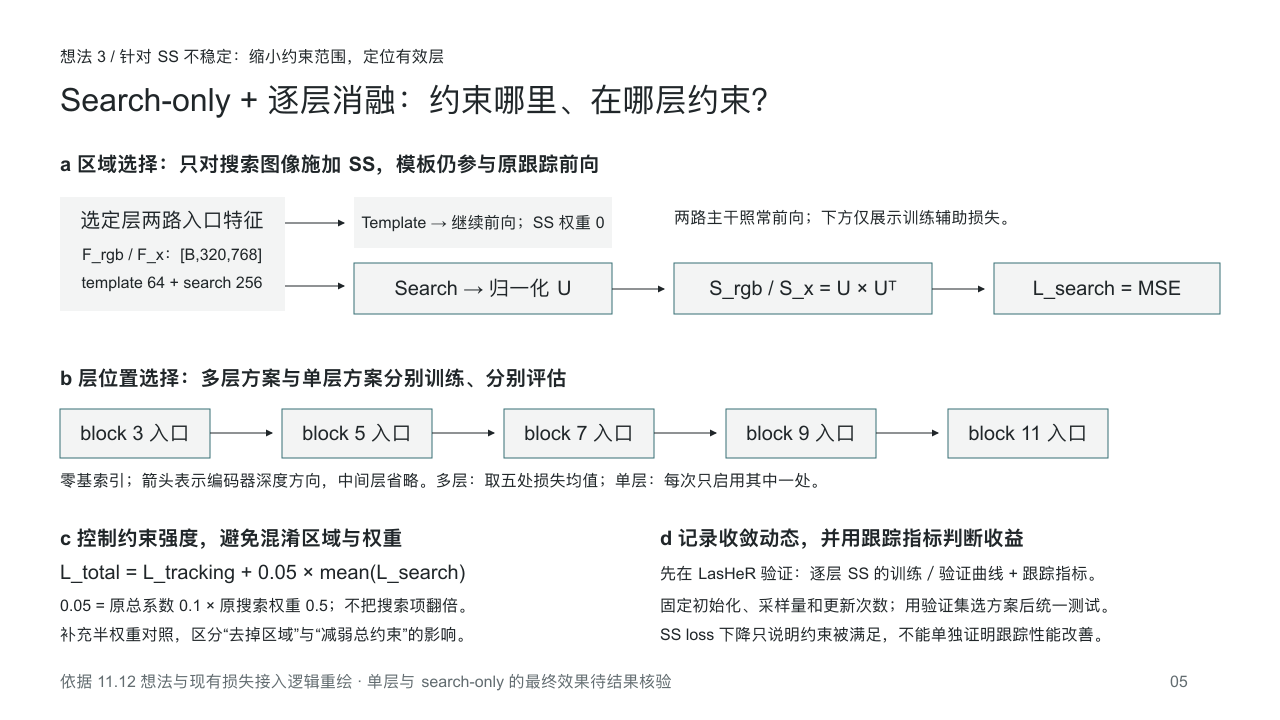 想法 3 / 针对 SS 不稳定：缩小约束范围，定位有效层
Search-only + 逐层消融：约束哪里、在哪层约束？
a 区域选择：只对搜索图像施加 SS，模板仍参与原跟踪前向
选定层两路入口特征
F_rgb / F_x：[B,320,768]
template 64 + search 256
Template → 继续前向；SS 权重 0
两路主干照常前向；下方仅展示训练辅助损失。
Search → 归一化 U
S_rgb / S_x = U × Uᵀ
L_search = MSE
b 层位置选择：多层方案与单层方案分别训练、分别评估
block 3 入口
block 5 入口
block 7 入口
block 9 入口
block 11 入口
零基索引；箭头表示编码器深度方向，中间层省略。多层：取五处损失均值；单层：每次只启用其中一处。
c 控制约束强度，避免混淆区域与权重
L_total = L_tracking + 0.05 × mean(L_search)
0.05 = 原总系数 0.1 × 原搜索权重 0.5；不把搜索项翻倍。
补充半权重对照，区分“去掉区域”与“减弱总约束”的影响。
d 记录收敛动态，并用跟踪指标判断收益
先在 LasHeR 验证：逐层 SS 的训练 / 验证曲线 + 跟踪指标。
固定初始化、采样量和更新次数；用验证集选方案后统一测试。
SS loss 下降只说明约束被满足，不能单独证明跟踪性能改善。
依据 11.12 想法与现有损失接入逻辑重绘 · 单层与 search-only 的最终效果待结果核验
05